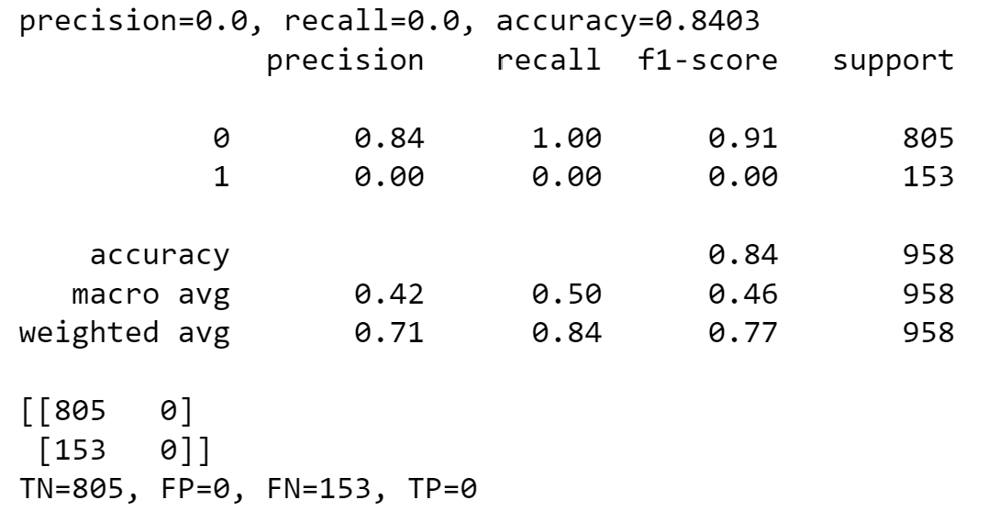 precision=0.0, recall=0.0, accuracy=0.8403
precision recall f1-score support
0 0.84 1.00 0.91 805
1 0.00 0.00 0.00 153
accuracy 0.84 958
macro avg 0.42 0.50 0.46 958
weighted avg 0.71 0.84 0.77 958
[[805 0]
[153 0]]
TN=805, FP=0, FN=153, TP=0